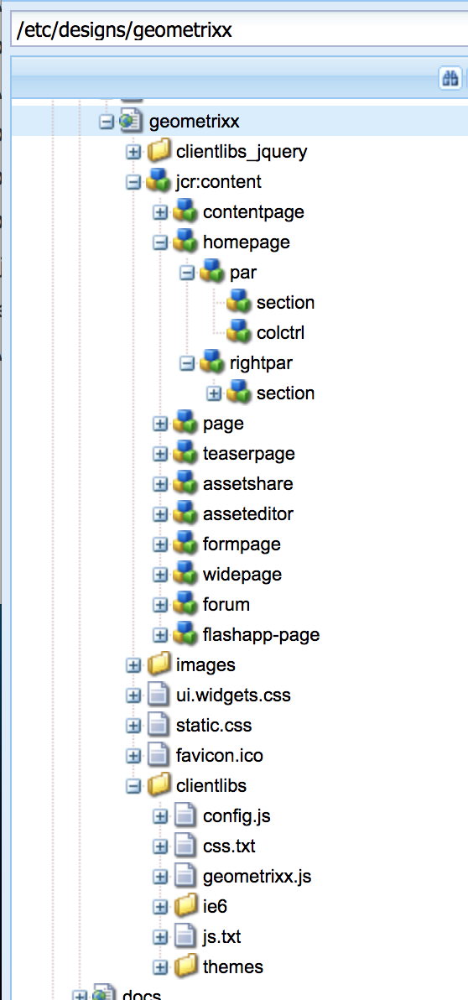 /etc/designs/geometrixx
geometrixx
clientlibs_jquery
jcr:content
contentpage
homepage
par
section
colctrl
rightpar
section
page
teaserpage
assetshare
asseteditor
formpage
widepage
forum
flashapp-page
images
ui.widgets.css
static.css
favicon.ico
clientlibs
config.js
css.txt
geometrixx.js
ie6
js.txt
themes
docs